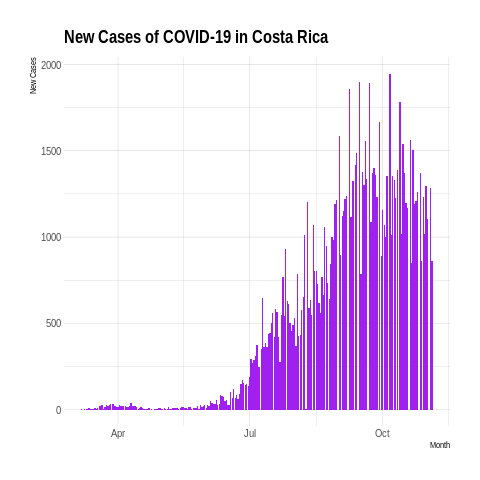 New Cases of COVID-19 in Costa Rica
New Cases
2000
1500
1000
500
0
Apr
Jul
Oct
Month